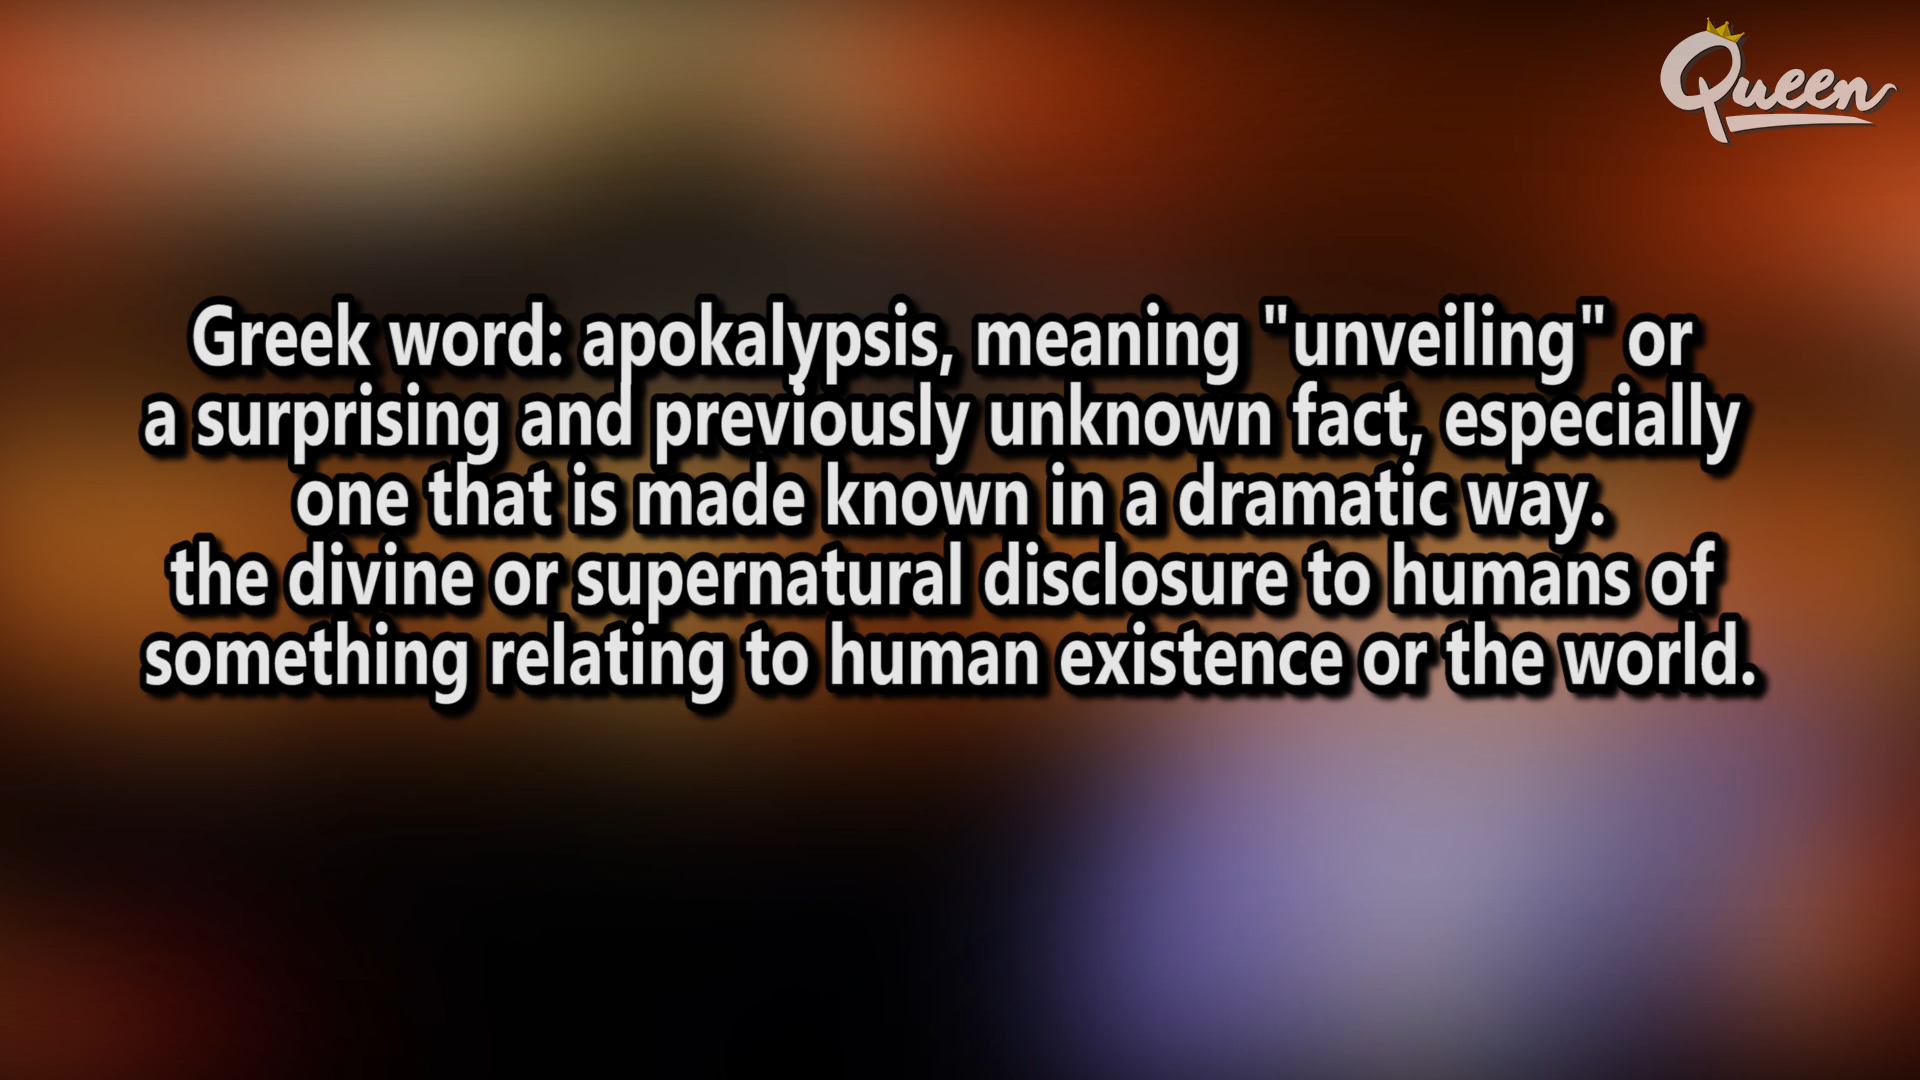 Queen
Greek word: apokalypsis, meaning "unveiling" or
a surprising and previously unknown fact, especially
one that is made known in a dramatic way.
the divine or supernatural disclosure to humans of
something relating to human existence or the world.